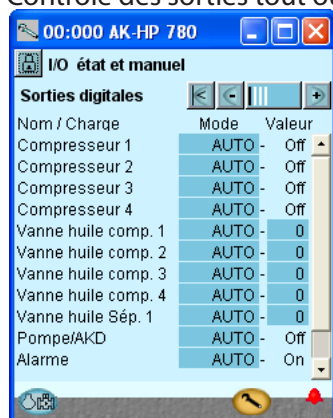 Contrôle des sorties tout ou
00:000 AK-HP 780
I/O état et manuel
Sorties digitales
Nom / Charge Mode Valeur
Compresseur 1 AUTO - Off
Compresseur 2 AUTO - Off
Compresseur 3 AUTO - Off
Compresseur 4 AUTO - Off
Vanne huile comp. 1 AUTO - 0
Vanne huile comp. 2 AUTO - 0
Vanne huile comp. 3 AUTO - 0
Vanne huile comp. 4 AUTO - 0
Vanne huile Sép. 1 AUTO - 0
Pompe/AKD AUTO - Off
Alarme AUTO - On